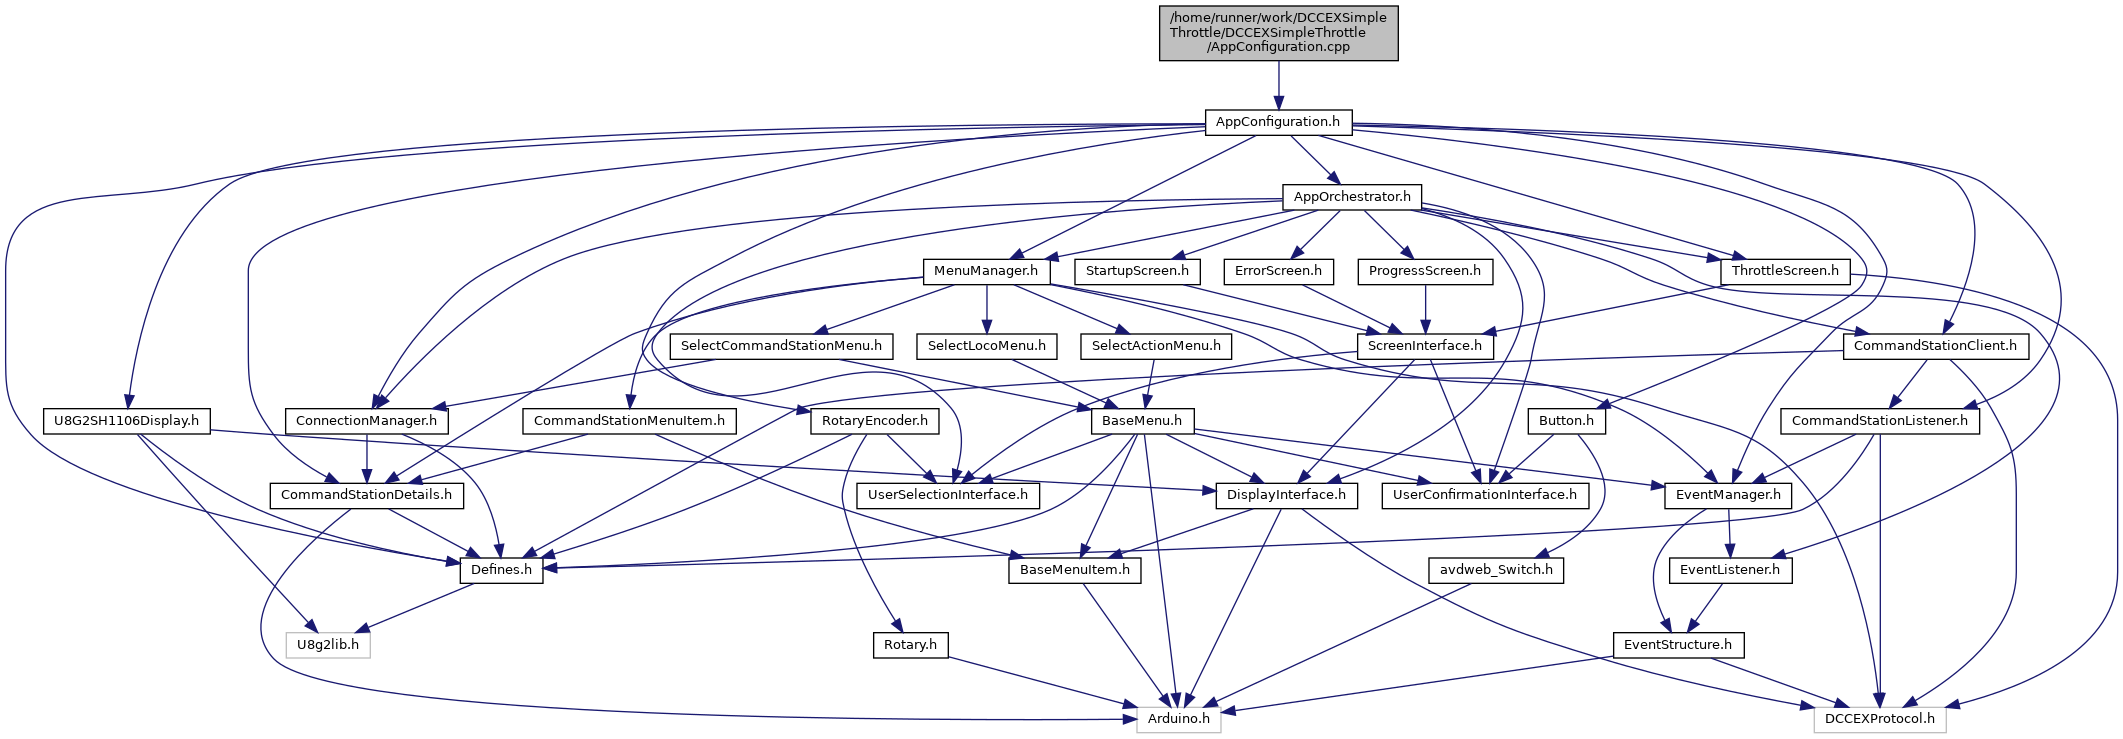 /home/runner/work/DCCEXSimple
Throttle/DCCEXSimpleThrottle
/AppConfiguration.cpp
AppConfiguration.h
AppOrchestrator.h
MenuManager.h
StartupScreen.h
ErrorScreen.h
ProgressScreen.h
ThrottleScreen.h
SelectCommandStationMenu.h
SelectLocoMenu.h
SelectActionMenu.h
ScreenInterface.h
CommandStationClient.h
U8G2SH1106Display.h
ConnectionManager.h
CommandStationMenuItem.h
RotaryEncoder.h
BaseMenu.h
Button.h
CommandStationListener.h
CommandStationDetails.h
UserSelectionInterface.h
DisplayInterface.h
UserConfirmationInterface.h
EventManager.h
Defines.h
BaseMenuItem.h
avdweb_Switch.h
EventListener.h
U8g2lib.h
Rotary.h
EventStructure.h
Arduino.h
DCCEXProtocol.h